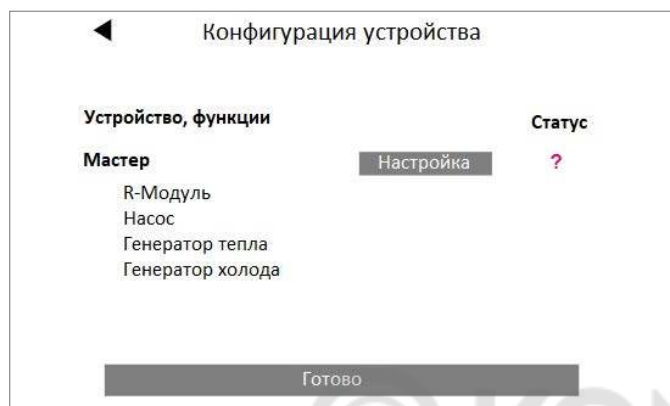 Конфигурация устройства
Устройство, функции Статус
Мастер Настройка ?
R-Модуль
Насос
Генератор тепла
Генератор холода
Готово